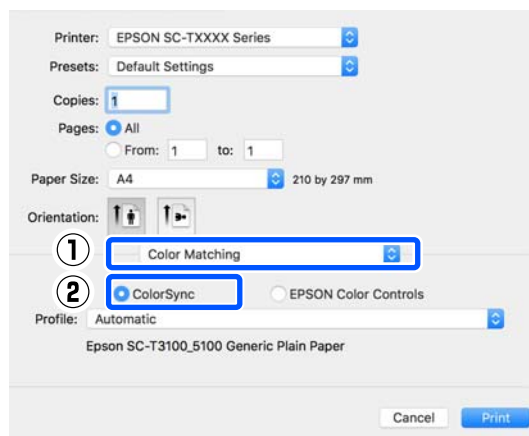 Printer: EPSON SC-TXXXX Series
Presets: Default Settings
Copies: 1
Pages: All
From: 1 to: 1
Paper Size: A4 210 by 297 mm
Orientation:
① Color Matching
② ColorSync EPSON Color Controls
Profile: Automatic
Epson SC-T3100_5100 Generic Plain Paper
Cancel Print